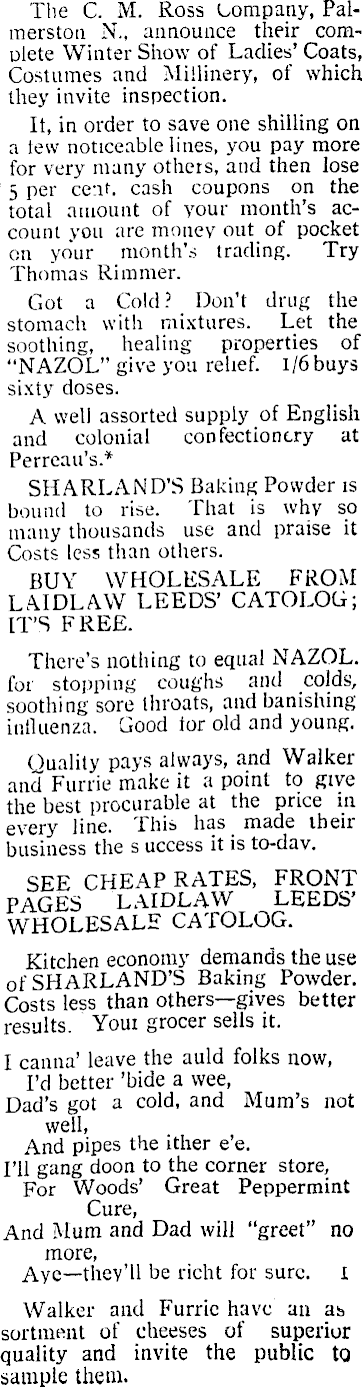 The C. M. Ross Company, Pal-
merston N., announce their com-
plete Winter Show of Ladies' Coats,
Costumes and Millinery, of which
they invite inspection.
It, in order to save one shilling on
a few noticeable lines, you pay more
for very many others, and then lose
5 per cent. cash coupons on the
total amount of your month's ac-
count you are money out of pocket
on your month's trading. Try
Thomas Rimmer.
Got a Cold? Don't drug the
stomach with mixtures. Let the
soothing, healing properties of
"NAZOL" give you relief. 1/6 buys
sixty doses.
A well assorted supply of English
and colonial confectionery at
Perreau's.*
SHARLAND'S Baking Powder is
bound to rise. That is why so
many thousands use and praise it
Costs less than others.
BUY WHOLESALE FROM
LAIDLAW LEEDS' CATOLOG;
IT'S FREE.
There's nothing to equal NAZOL.
for stopping coughs and colds,
soothing sore throats, and banishing
influenza. Good for old and young.
Quality pays always, and Walker
and Furrie make it a point to give
the best procurable at the price in
every line. This has made their
business the s uccess it is to-day.
SEE CHEAP RATES, FRONT
PAGES LAIDLAW LEEDS'
WHOLESALE CATOLOG.
Kitchen economy demands the use
of SHARLAND'S Baking Powder.
Costs less than others—gives better
results. Your grocer sells it.
I canna' leave the auld folks now,
I'd better 'bide a wee,
Dad's got a cold, and Mum's not
well,
And pipes the ither e'e.
I'll gang doon to the corner store,
For Woods' Great Peppermint
Cure,
And Mum and Dad will "greet" no
more,
Aye—they'll be richt for sure. 1
Walker and Furrie have an as
sortment of cheeses of superior
quality and invite the public to
sample them.